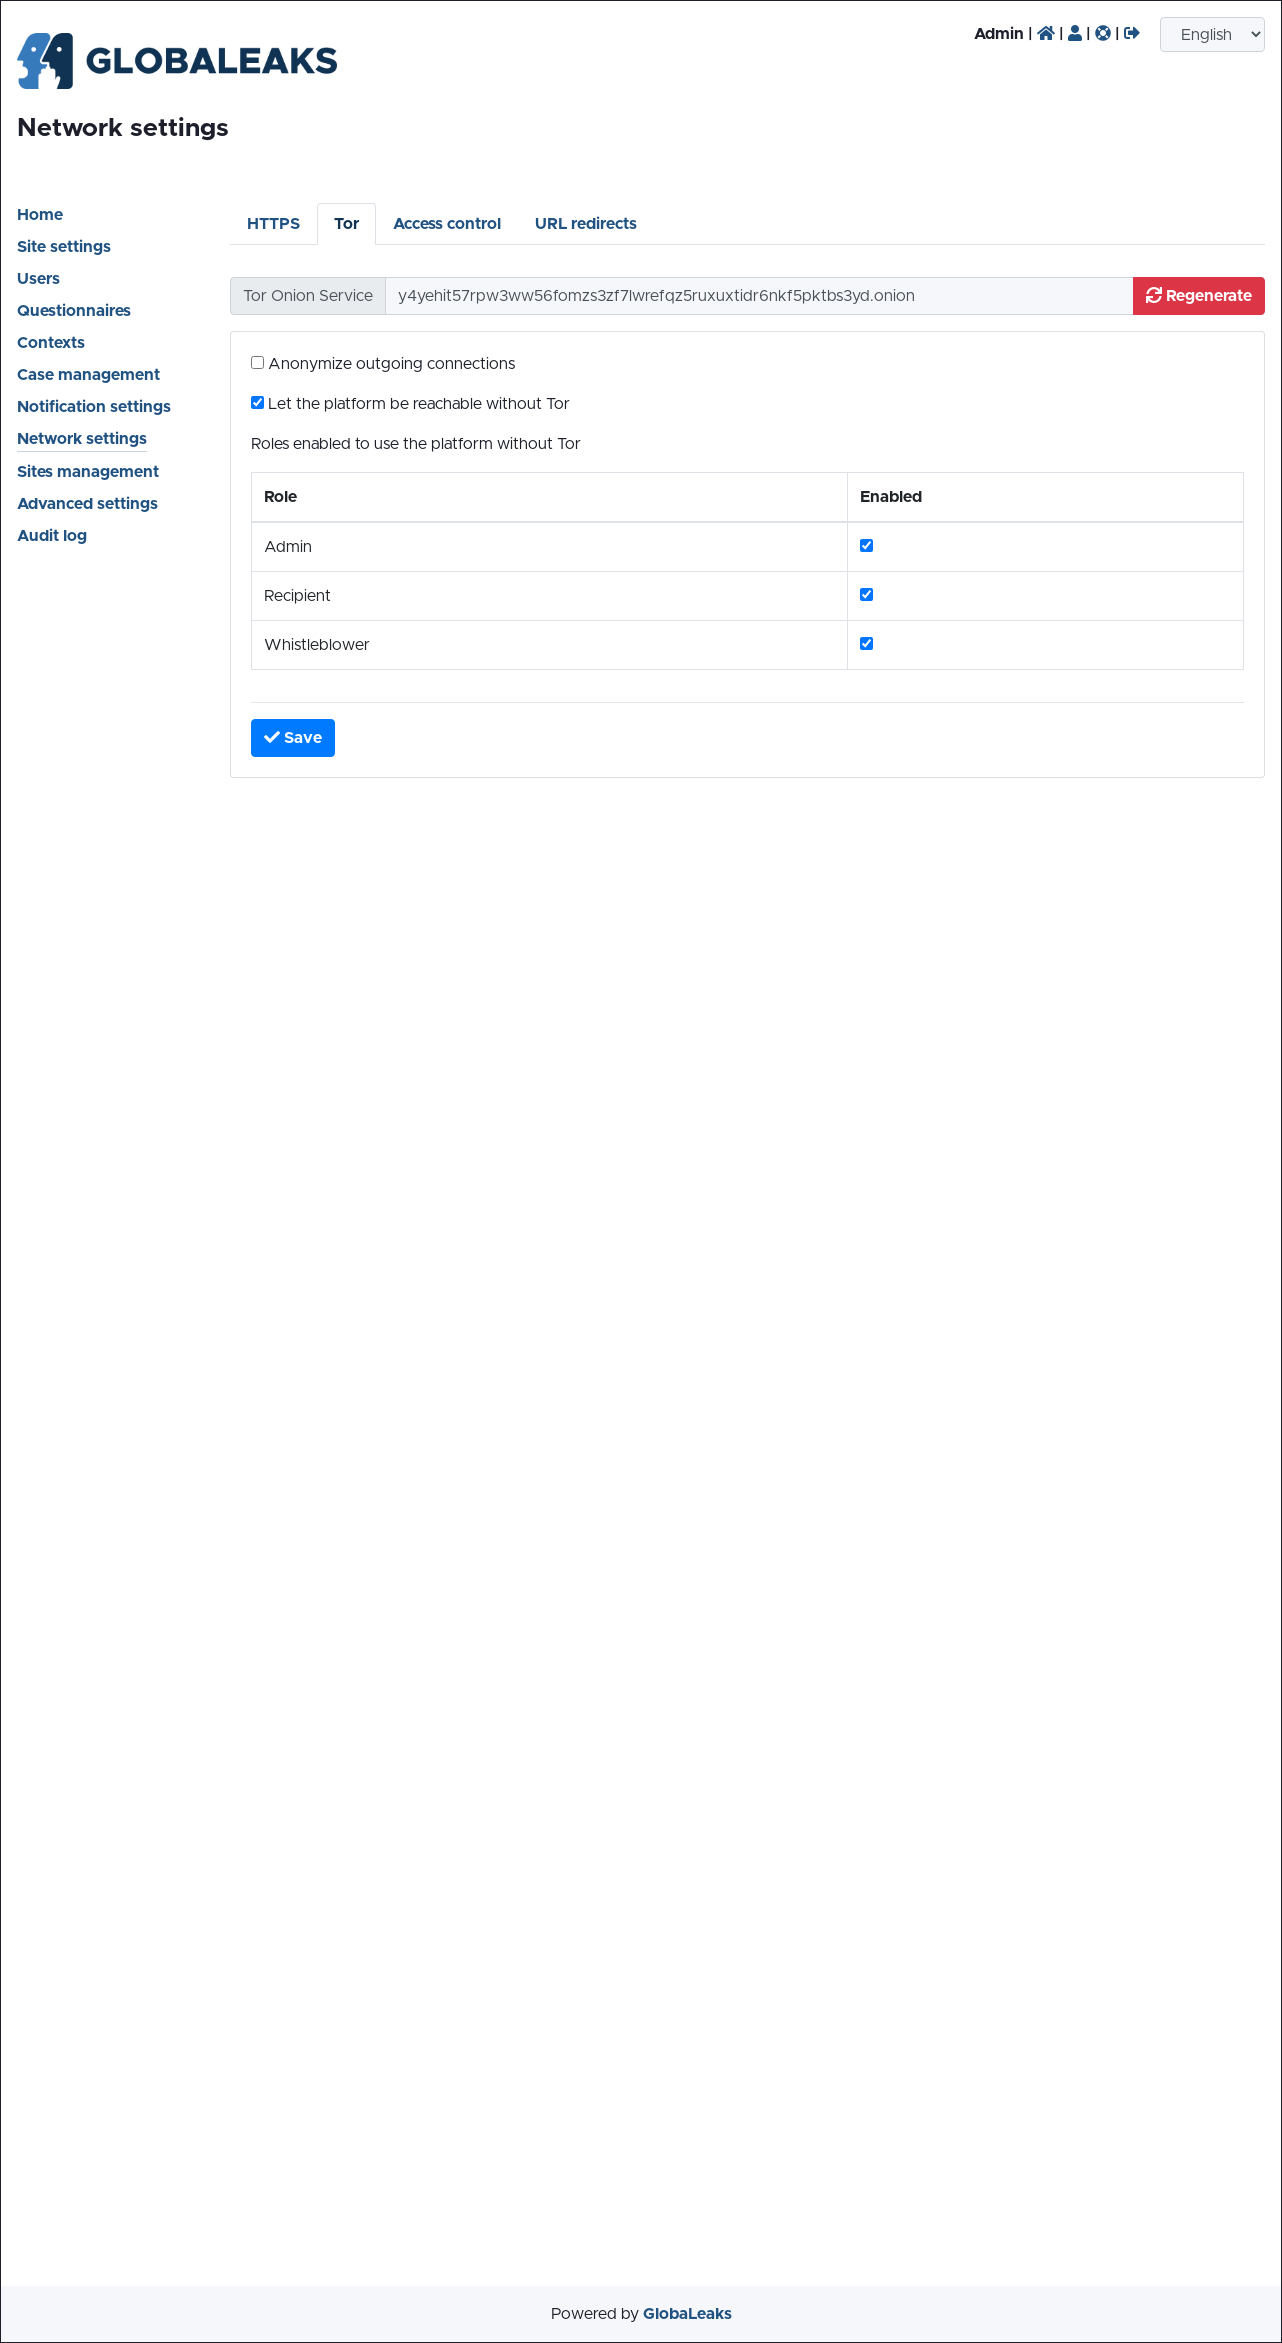 GLOBALEAKS
Admin | | | | English
Network settings
Home
Site settings
Users
Questionnaires
Contexts
Case management
Notification settings
Network settings
Sites management
Advanced settings
Audit log
HTTPS Tor Access control URL redirects
Tor Onion Service y4yehit57rpw3ww56fomzs3zf7lwrefqz5ruxuxtidr6nkf5pktbs3yd.onion Regenerate
Anonymize outgoing connections
Let the platform be reachable without Tor
Roles enabled to use the platform without Tor
Role Enabled
Admin
Recipient
Whistleblower
Save
Powered by GlobaLeaks